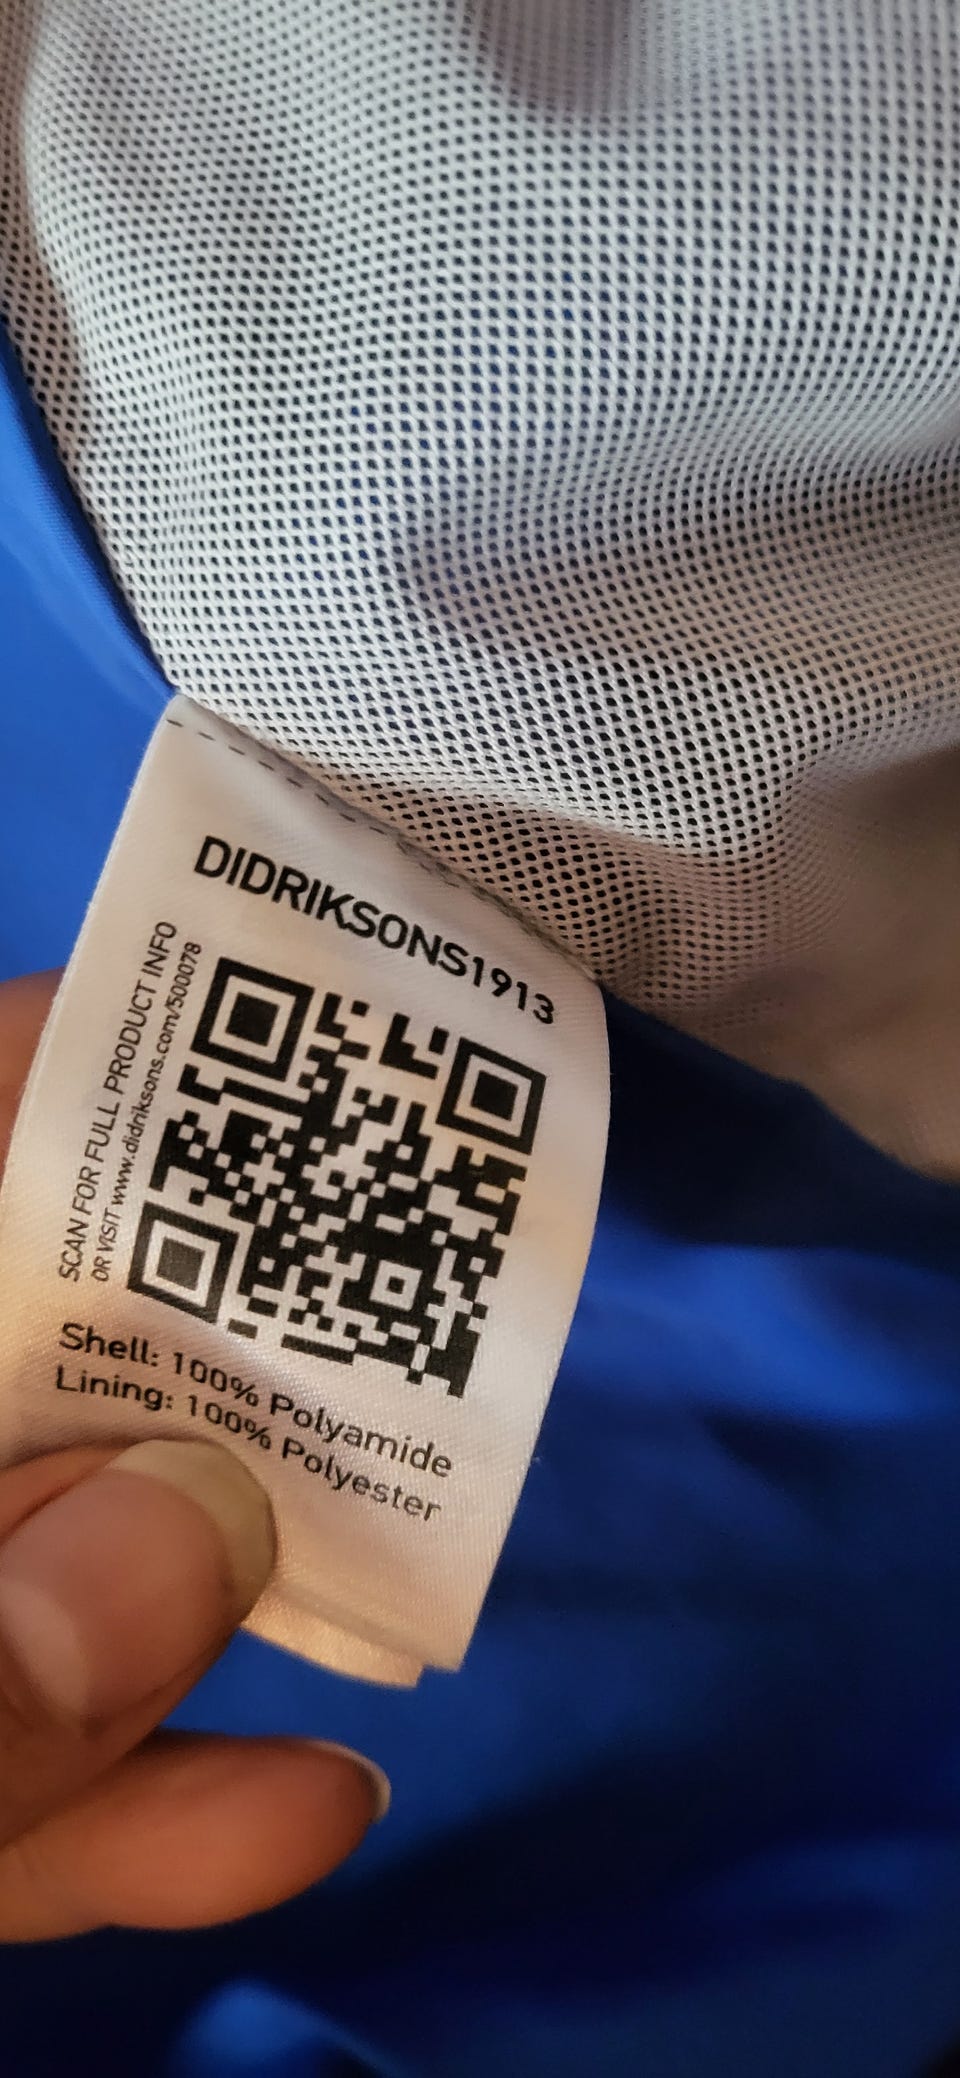 DIDRIKSONS1913
SCAN FOR FULL PRODUCT INFO
OR VISIT www.didriksons.com/500078
Shell: 100% Polyamide
Lining: 100% Polyester